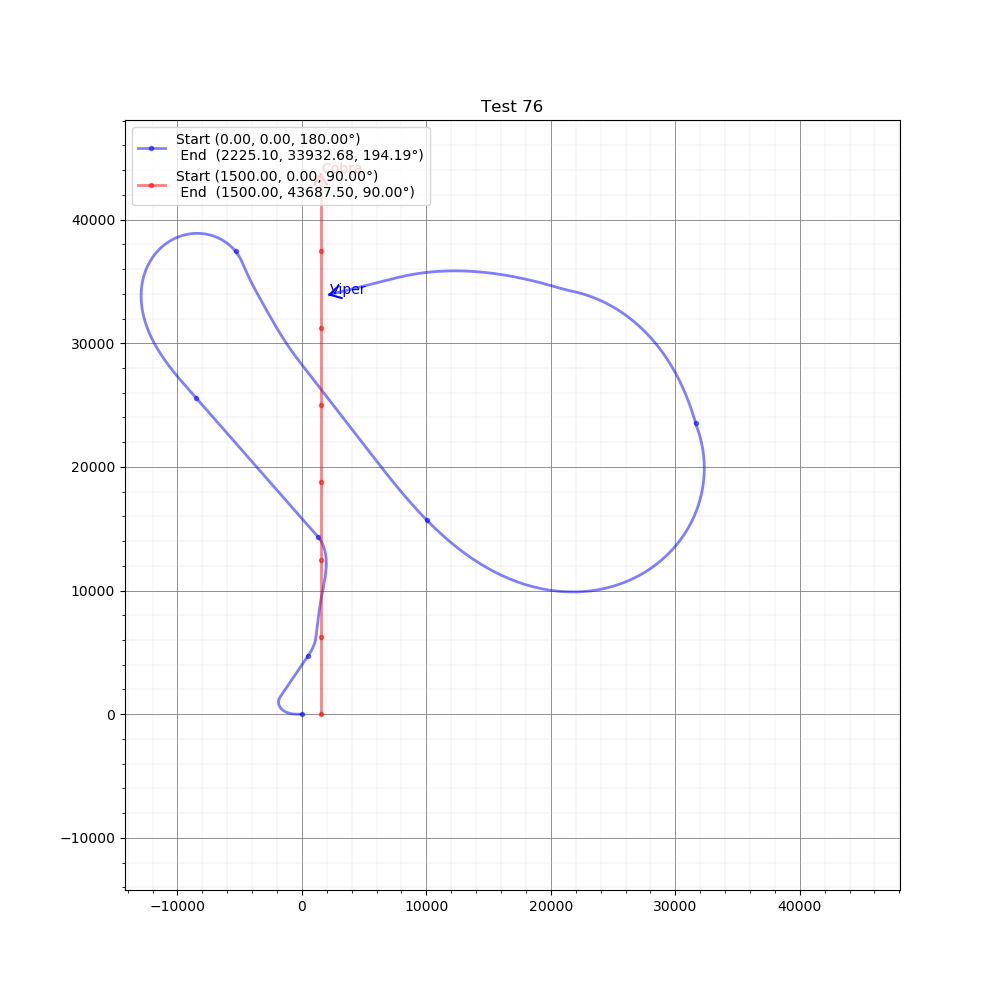 Test 76
Start (0.00, 0.00, 180.00°)
End  (2225.10, 33932.68, 194.19°)
Start (1500.00, 0.00, 90.00°)
End  (1500.00, 43687.50, 90.00°)
Cobra
Viper
40000
30000
20000
10000
0
−10000
−10000 0 10000 20000 30000 40000